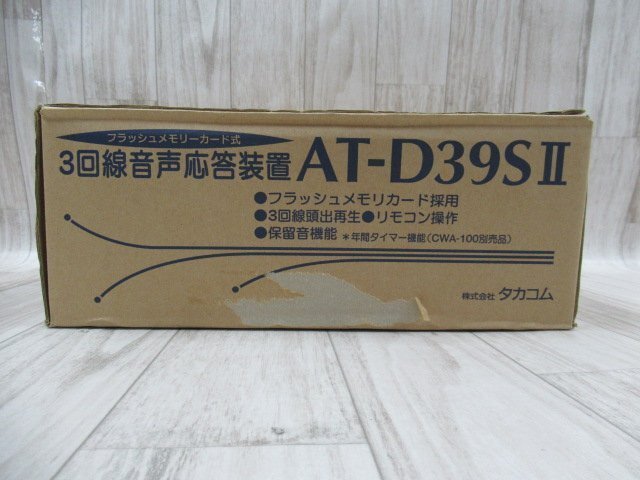 フラッシュメモリーカード式
3回線音声応答装置 AT-D39SⅡ
●フラッシュメモリカード採用
●3回線頭出再生●リモコン操作
●保留音機能 *年間タイマー機能(CWA-100別売品)
株式会社 タカコム